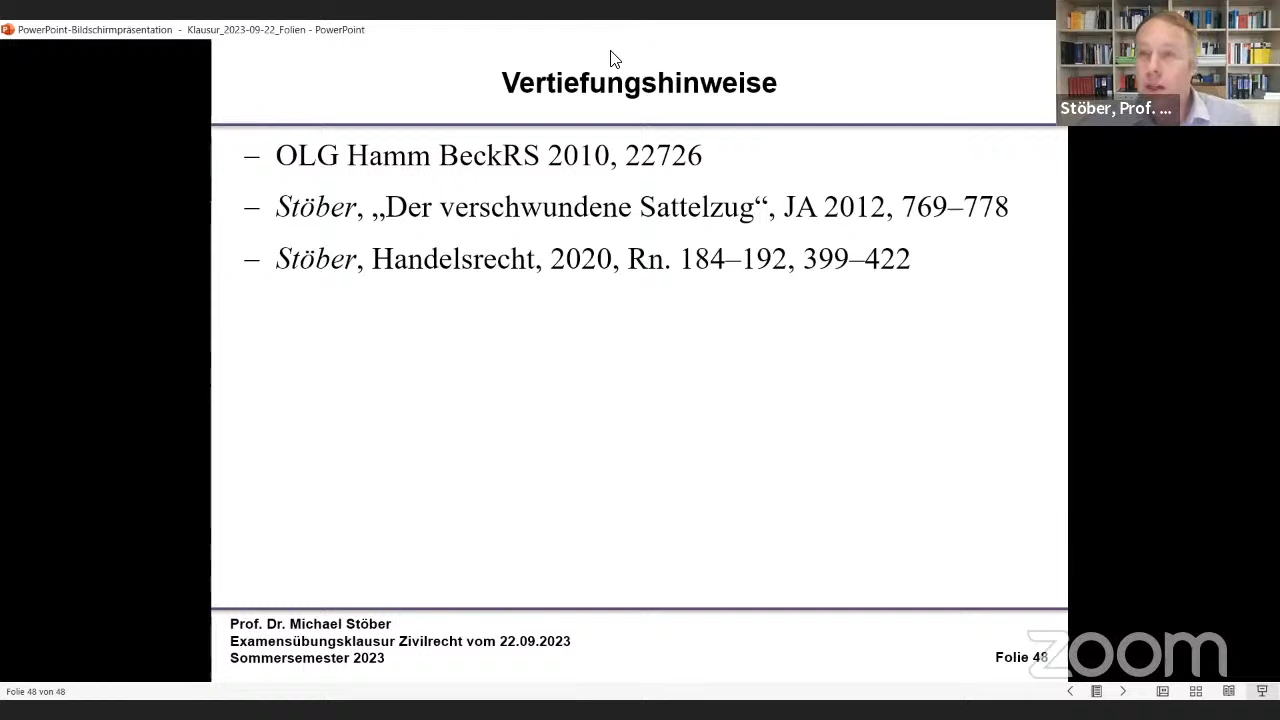 PowerPoint-Bildschirmpräsentation - Klausur_2023-09-22_Folien - PowerPoint
Stöber, Prof. ...
Vertiefungshinweise
– OLG Hamm BeckRS 2010, 22726
– Stöber, „Der verschwundene Sattelzug“, JA 2012, 769–778
– Stöber, Handelsrecht, 2020, Rn. 184–192, 399–422
Prof. Dr. Michael Stöber
Examensübungsklausur Zivilrecht vom 22.09.2023
Sommersemester 2023
Folie 48
zoom
Folie 48 von 48